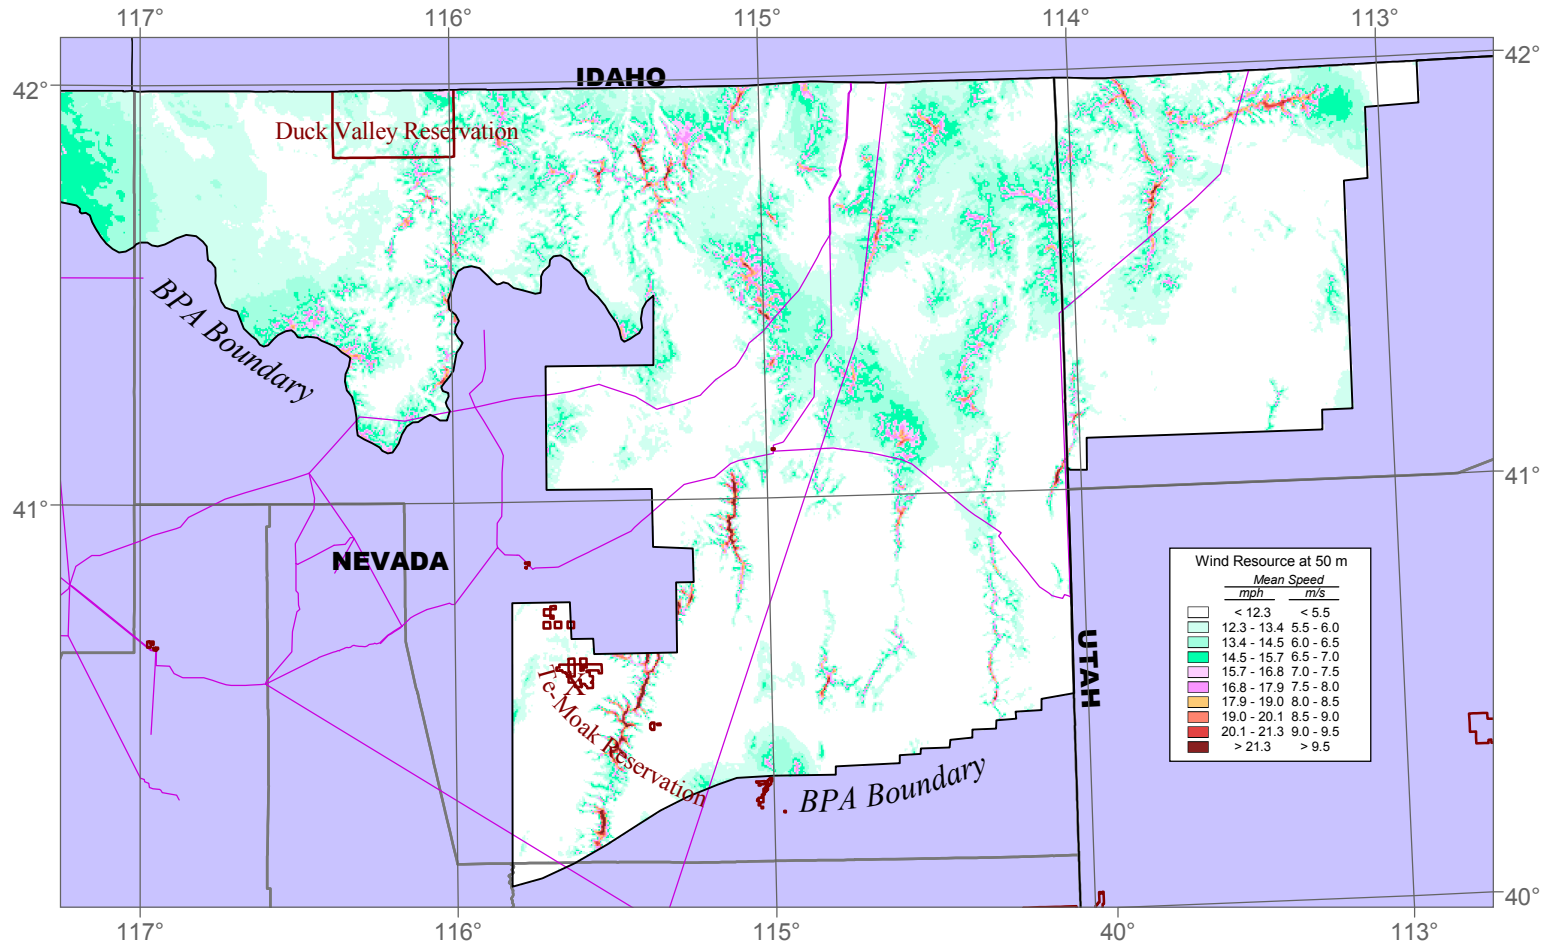 117° 116° 115° 114° 113°
42° 42°
IDAHO
Duck Valley Reservation
BPA Boundary
41° 41°
NEVADA
UTAH
Te-Moak Reservation
X
BPA Boundary
Wind Resource at 50 m
Mean Speed
mph m/s
< 12.3 < 5.5
12.3 - 13.4 5.5 - 6.0
13.4 - 14.5 6.0 - 6.5
14.5 - 15.7 6.5 - 7.0
15.7 - 16.8 7.0 - 7.5
16.8 - 17.9 7.5 - 8.0
17.9 - 19.0 8.0 - 8.5
19.0 - 20.1 8.5 - 9.0
20.1 - 21.3 9.0 - 9.5
> 21.3 > 9.5
40°
117° 116° 115° 40° 113°